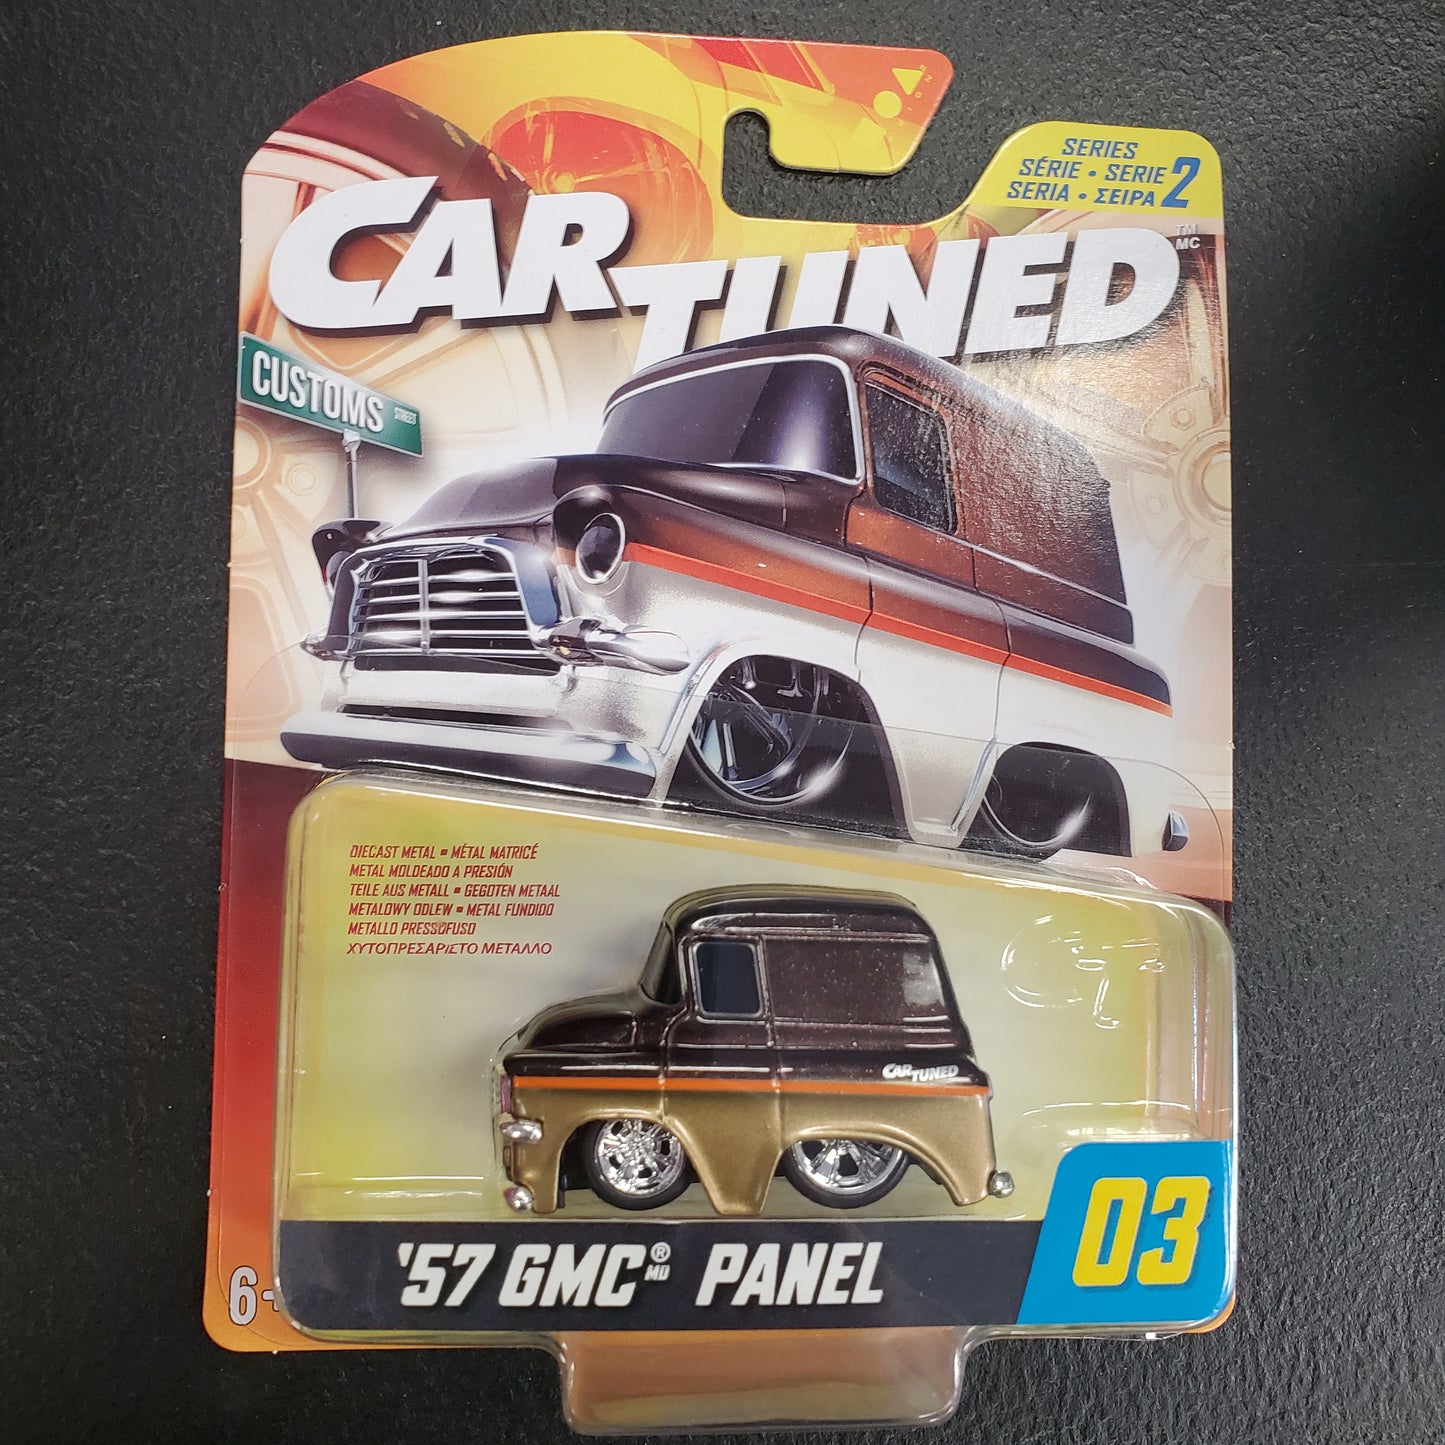 SERIES
SÉRIE • SERIE 2
SERIA • ΣΕΙΡΑ
CAR TUNED
TM
MC
CUSTOMS STREET
DIECAST METAL ▪ MÉTAL MATRICÉ
METAL MOLDEADO A PRESIÓN
TEILE AUS METALL ▪ GEGOTEN METAAL
METALOWY ODLEW ▪ METAL FUNDIDO
METALLO PRESSOFUSO
ΧΥΤΟΠΡΕΣΑΡΙΣΤΟ ΜΕΤΑΛΛΟ
CAR TUNED
03
'57 GMC® MD PANEL
6+